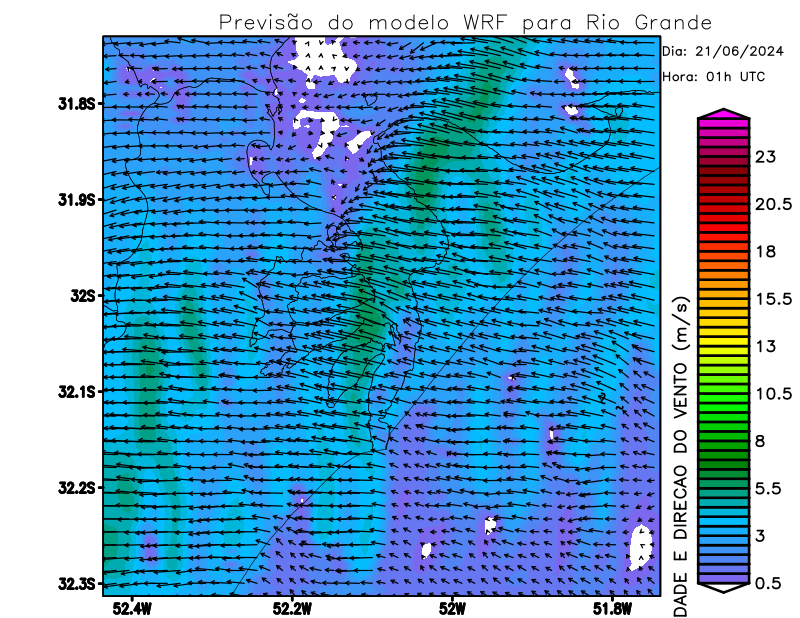 Previsão do modelo WRF para Rio Grande
Dia: 21/06/2024
Hora: 01h UTC
31.8S
31.9S
32S
32.1S
32.2S
32.3S
52.4W
52.2W
52W
51.8W
DADE E DIRECAO DO VENTO (m/s)
23
20.5
18
15.5
13
10.5
8
5.5
3
0.5